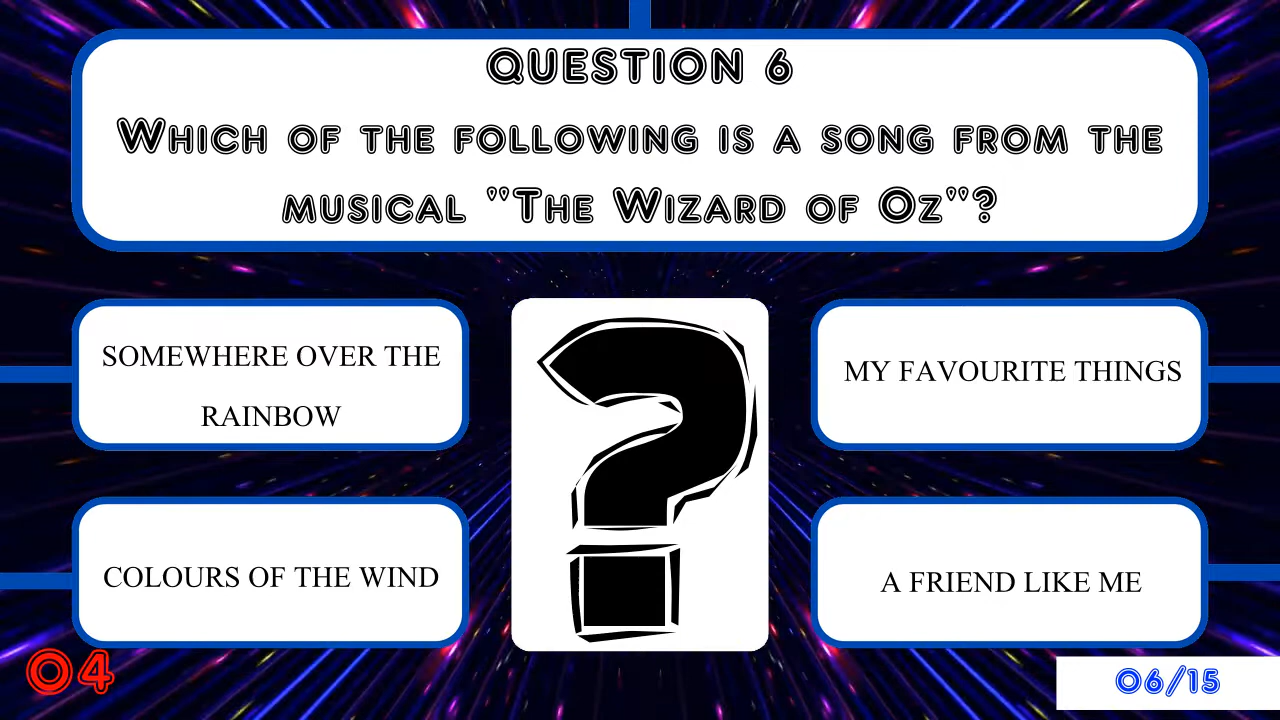 QUESTION 6
WHICH OF THE FOLLOWING IS A SONG FROM THE
MUSICAL "THE WIZARD OF OZ"?
SOMEWHERE OVER THE
RAINBOW
MY FAVOURITE THINGS
?
COLOURS OF THE WIND
A FRIEND LIKE ME
04
06/15